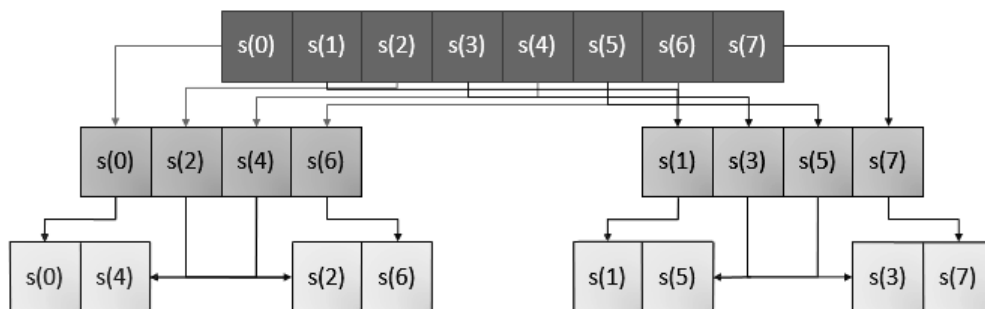 s(0) s(1) s(2) s(3) s(4) s(5) s(6) s(7)
s(0) s(2) s(4) s(6) s(1) s(3) s(5) s(7)
s(0) s(4) s(2) s(6) s(1) s(5) s(3) s(7)